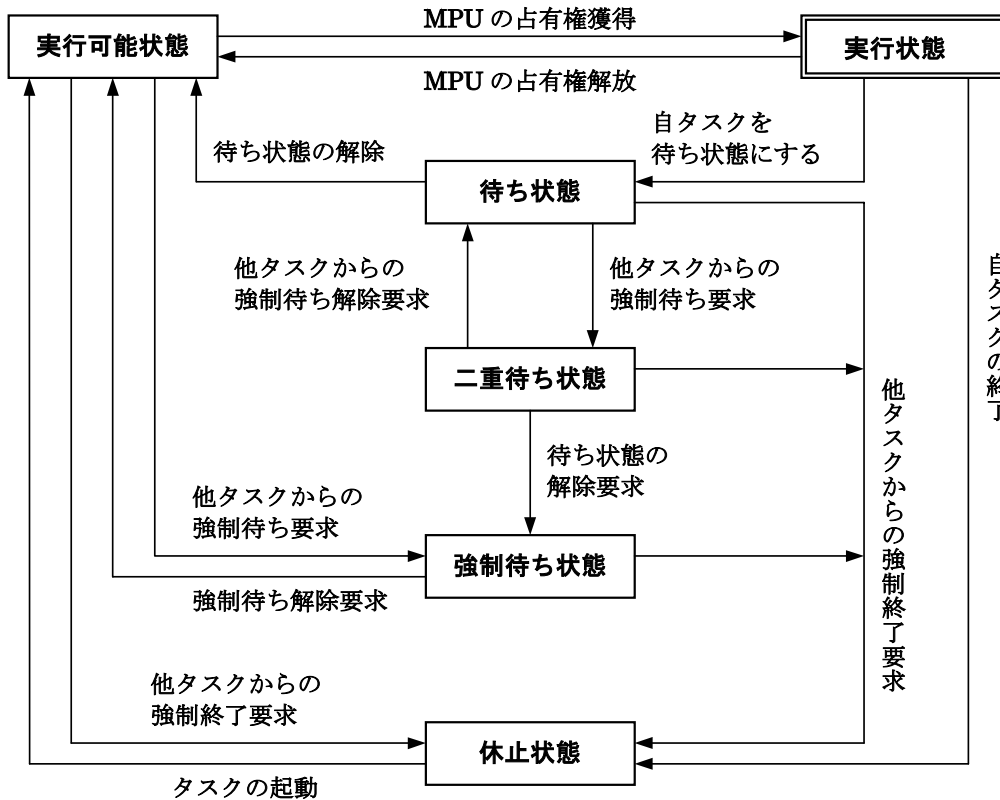 MPU の占有権獲得
実行可能状態
実行状態
MPU の占有権解放
自タスクを
待ち状態にする
待ち状態の解除
待ち状態
他タスクからの
強制待ち解除要求
他タスクからの
強制待ち要求
自タスクの終了
二重待ち状態
他タスクからの強制終了要求
待ち状態の
解除要求
他タスクからの
強制待ち要求
強制待ち状態
強制待ち解除要求
他タスクからの
強制終了要求
休止状態
タスクの起動